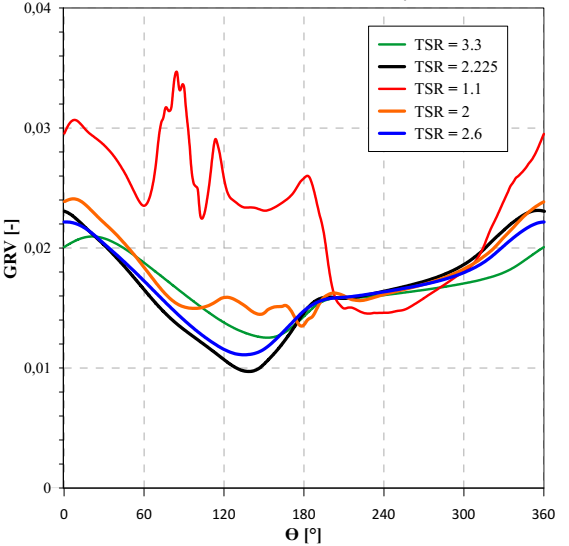 0,04
0,03
0,02
0,01
0
GRV [-]
TSR = 3.3
TSR = 2.225
TSR = 1.1
TSR = 2
TSR = 2.6
0 60 120 180 240 300 360
Θ [°]